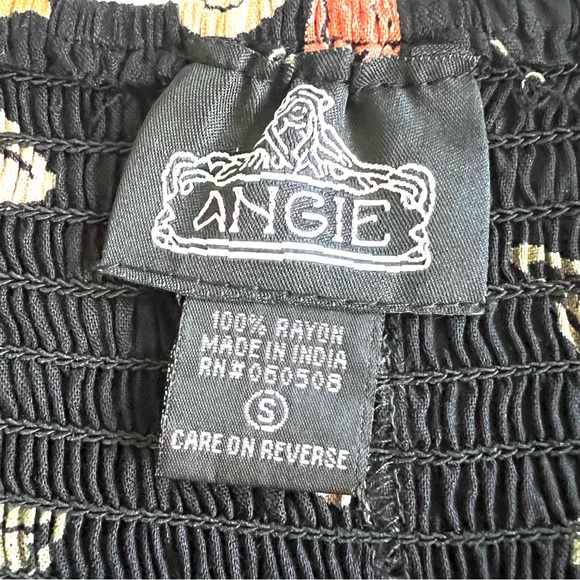 ANGIE
100% RAYON
MADE IN INDIA
RN#060508
S
CARE ON REVERSE